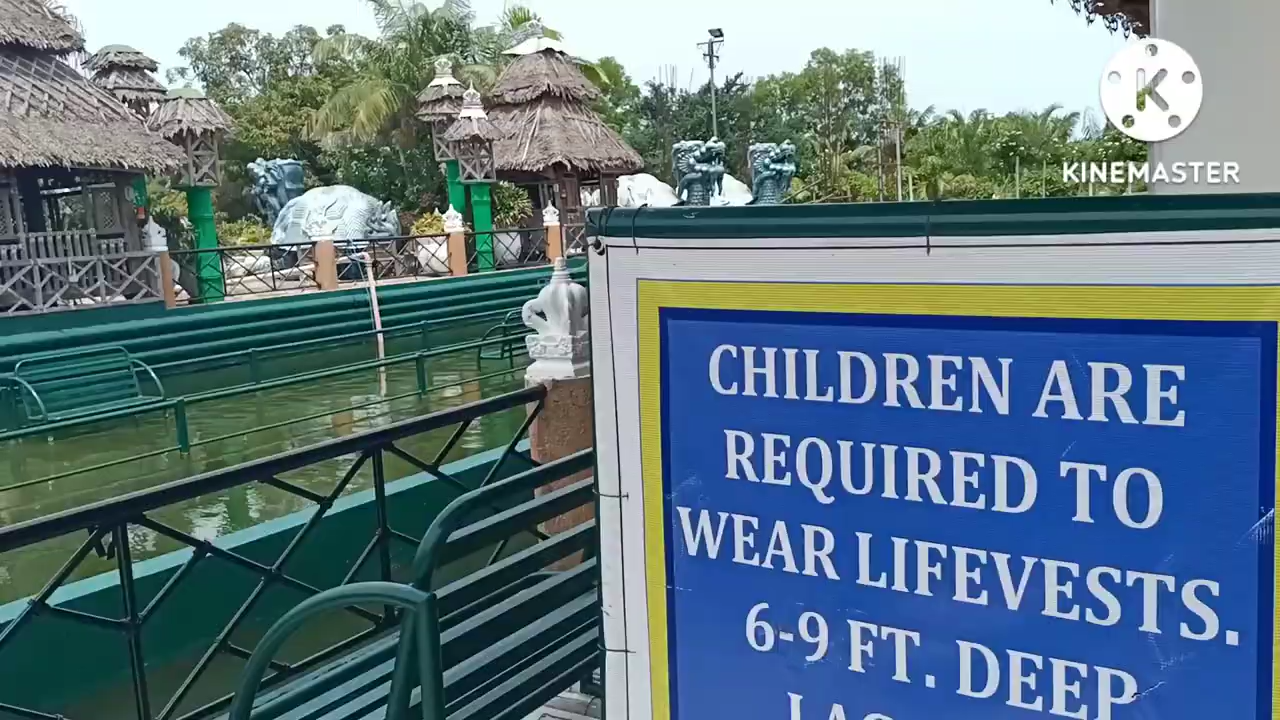 K
KINEMASTER
CHILDREN ARE
REQUIRED TO
WEAR LIFEVESTS.
6-9 FT. DEEP